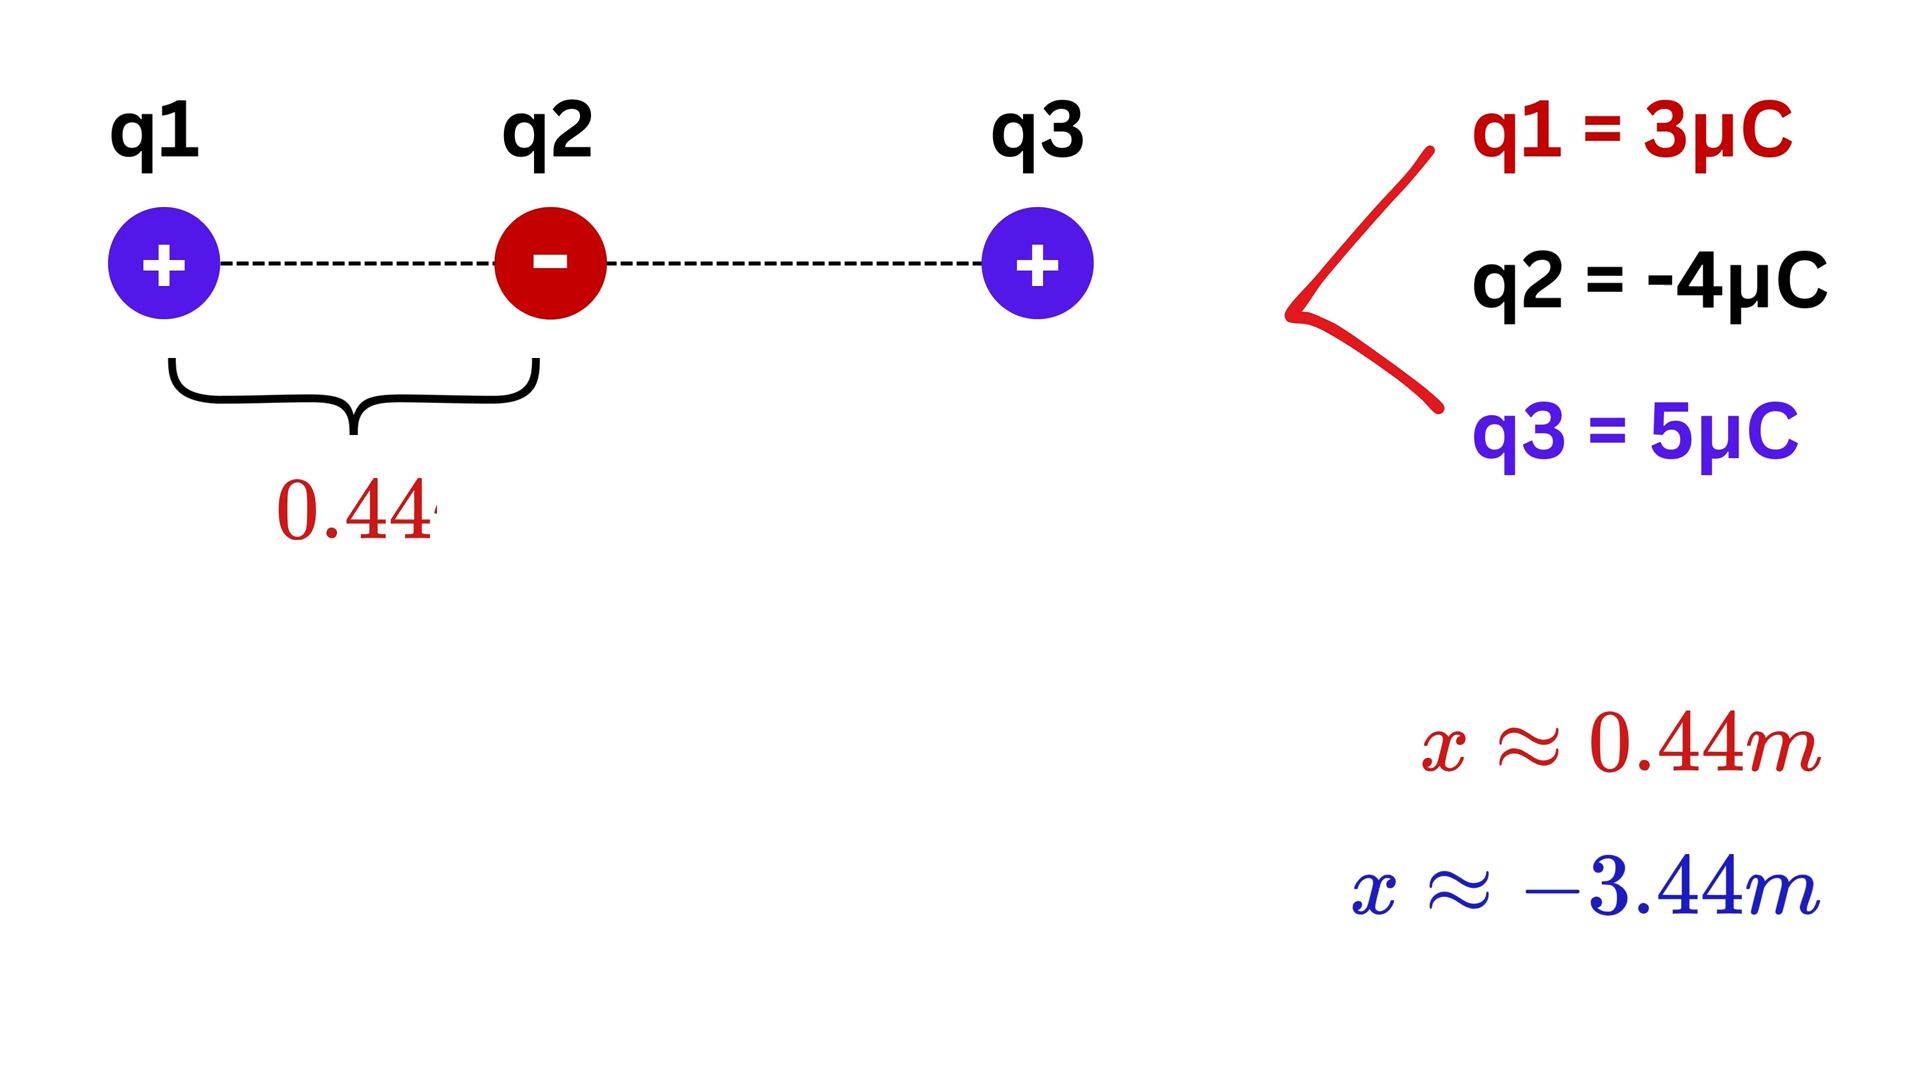 q1 q2 q3
+ - +
0.44
q1 = 3µC
q2 = -4µC
q3 = 5µC
x ≈ 0.44m
x ≈ −3.44m